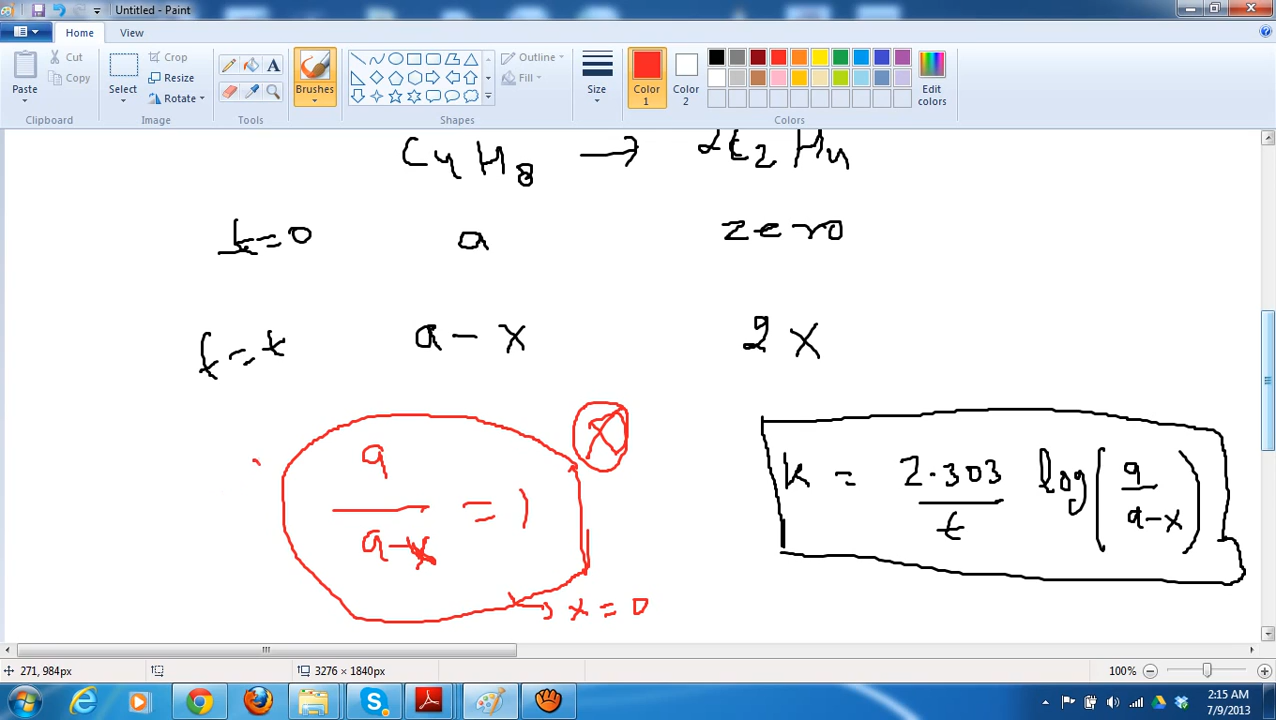 Untitled - Paint
Home View
Paste
Cut
Copy
Clipboard
Select
Crop
Resize
Rotate
Image
A
Tools
Brushes
Outline
Fill
Shapes
Size
Color 1
Color 2
Edit colors
Colors
C4H8 → 2C2H4
t=0 a zero
t=t a-x 2x
a/a-x = 1 x
→ x=0
k = 2.303/t log(a/a-x)
271, 984px
3276 × 1840px
100%
2:15 AM
7/9/2013